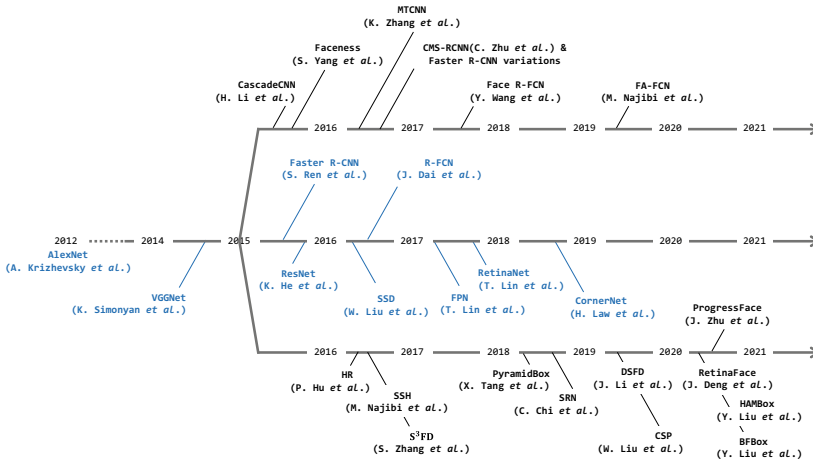 MTCNN
(K. Zhang et al.)
Faceness
(S. Yang et al.)
CMS-RCNN(C. Zhu et al.) &
Faster R-CNN variations
CascadeCNN
(H. Li et al.)
Face R-FCN
(Y. Wang et al.)
FA-FCN
(M. Najibi et al.)
2016 2017 2018 2019 2020 2021
Faster R-CNN
(S. Ren et al.)
R-FCN
(J. Dai et al.)
2012 2014 2015 2016 2017 2018 2019 2020 2021
AlexNet
(A. Krizhevsky et al.)
VGGNet
(K. Simonyan et al.)
ResNet
(K. He et al.)
SSD
(W. Liu et al.)
FPN
(T. Lin et al.)
RetinaNet
(T. Lin et al.)
CornerNet
(H. Law et al.)
ProgressFace
(J. Zhu et al.)
2016 2017 2018 2019 2020 2021
HR
(P. Hu et al.)
SSH
(M. Najibi et al.)
S³FD
(S. Zhang et al.)
PyramidBox
(X. Tang et al.)
SRN
(C. Chi et al.)
DSFD
(J. Li et al.)
CSP
(W. Liu et al.)
RetinaFace
(J. Deng et al.)
HAMBox
(Y. Liu et al.)
BFBox
(Y. Liu et al.)